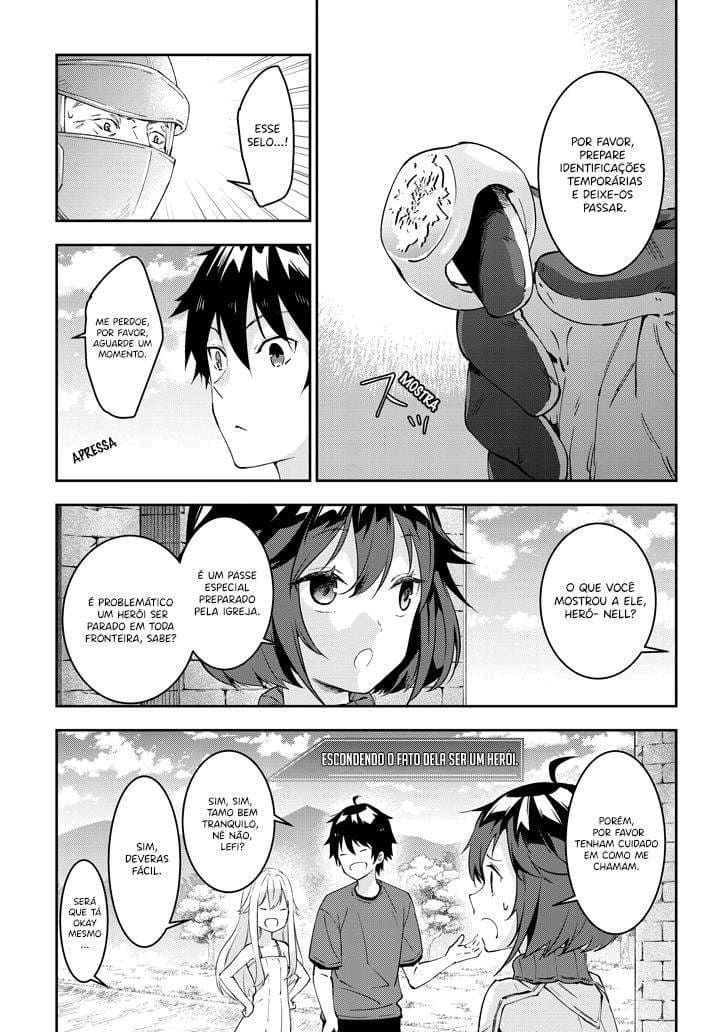 POR FAVOR,
PREPARE
IDENTIFICAÇÕES
TEMPORÁRIAS
E DEIXE-OS
PASSAR.
MOSTRA
ズッ
ESSE
SELO...!
ME PERDOE,
POR FAVOR,
AGUARDE UM
MOMENTO.
APRESSA
O QUE VOCÊ
MOSTROU A ELE,
HERÓ- NELL?
É UM PASSE
ESPECIAL
PREPARADO
PELA IGREJA.
É PROBLEMÁTICO
UM HERÓI SER
PARADO EM TODA
FRONTEIRA, SABE?
ESCONDENDO O FATO DELA SER UM HERÓI.
PORÉM,
POR FAVOR
TENHAM CUIDADO
EM COMO ME
CHAMAM.
SIM, SIM,
TAMO BEM
TRANQUILO,
NÉ NÃO,
LEFI?
SIM,
DEVERAS
FÁCIL.
SERÁ
QUE TÁ
OKAY
MESMO
...